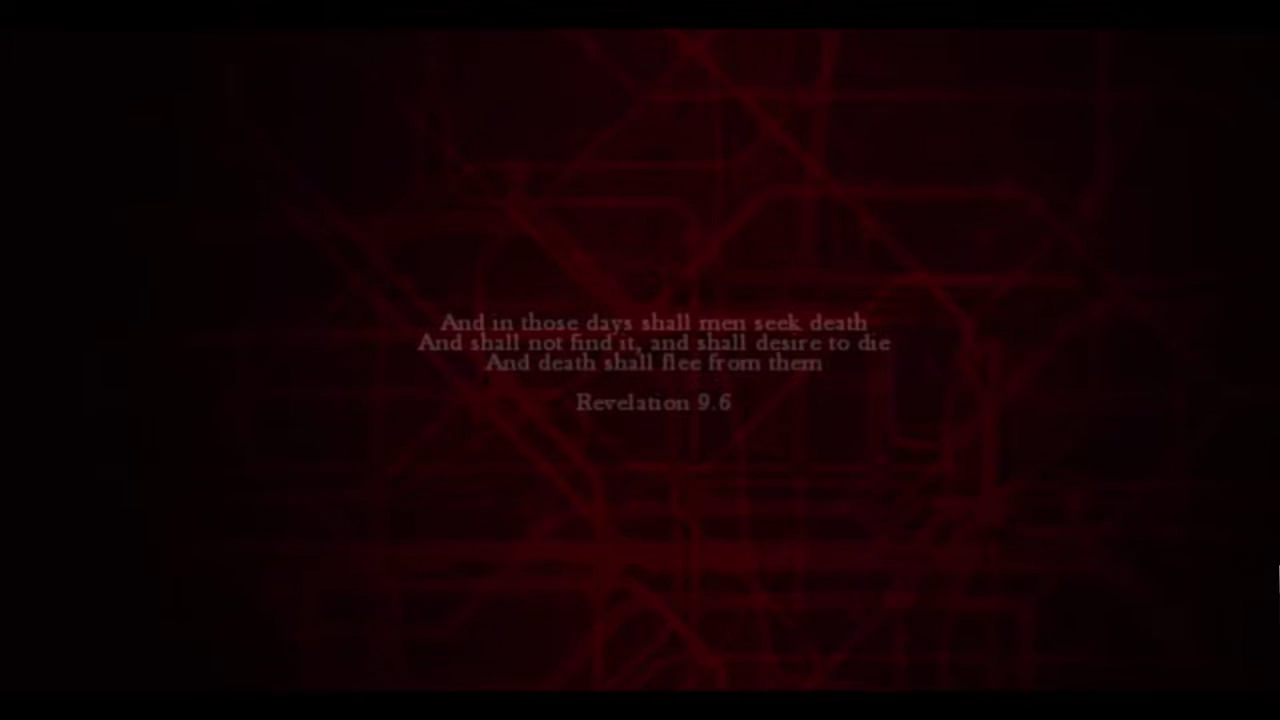 And in those days shall men seek death
And shall not find it, and shall desire to die
And death shall flee from them
Revelation 9.6